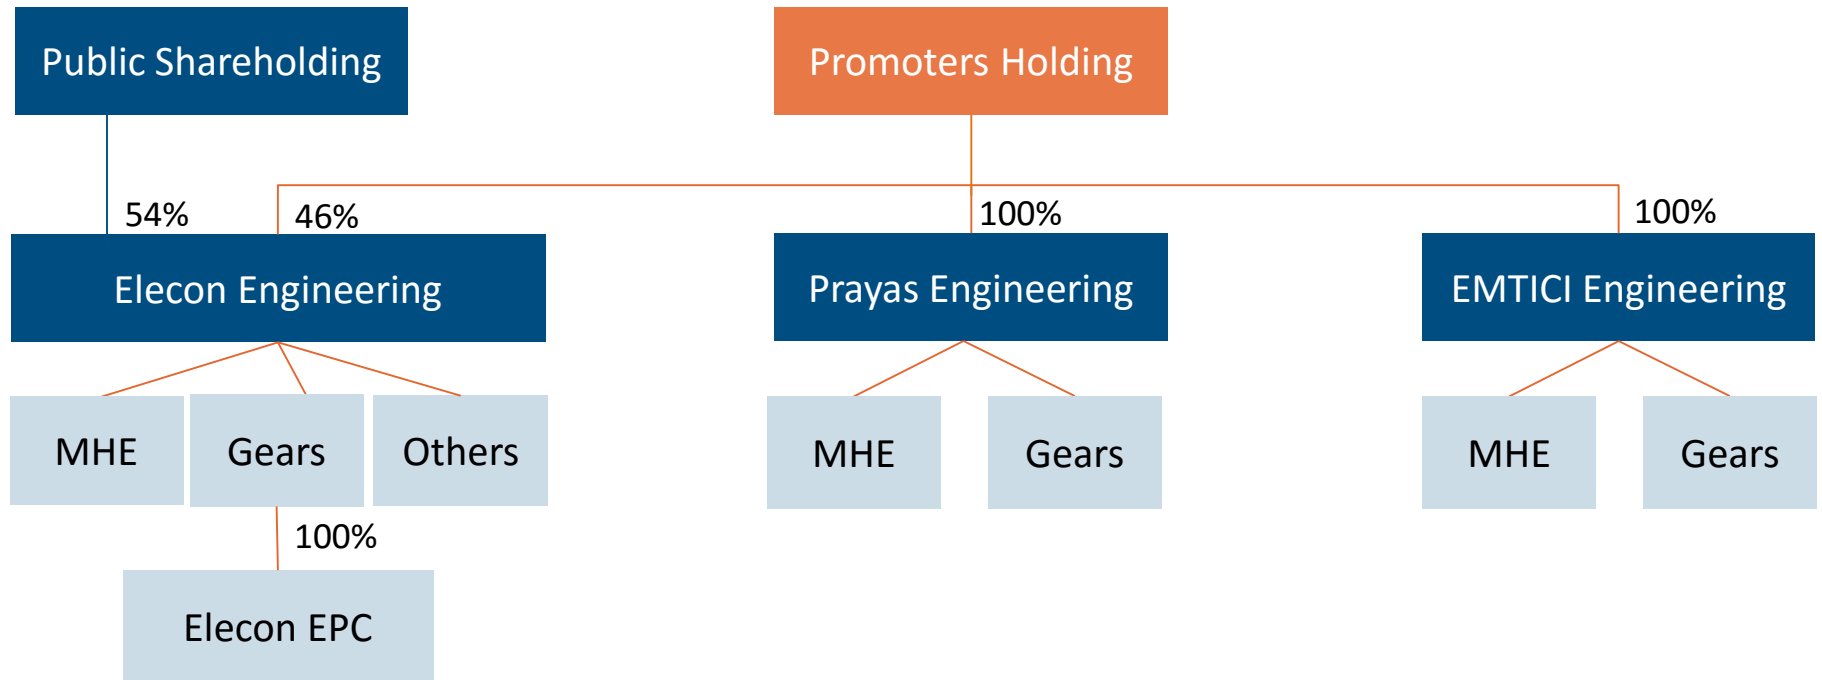 Public Shareholding
Promoters Holding
54%
46%
100%
100%
Elecon Engineering
Prayas Engineering
EMTICI Engineering
MHE
Gears
Others
MHE
Gears
MHE
Gears
100%
Elecon EPC